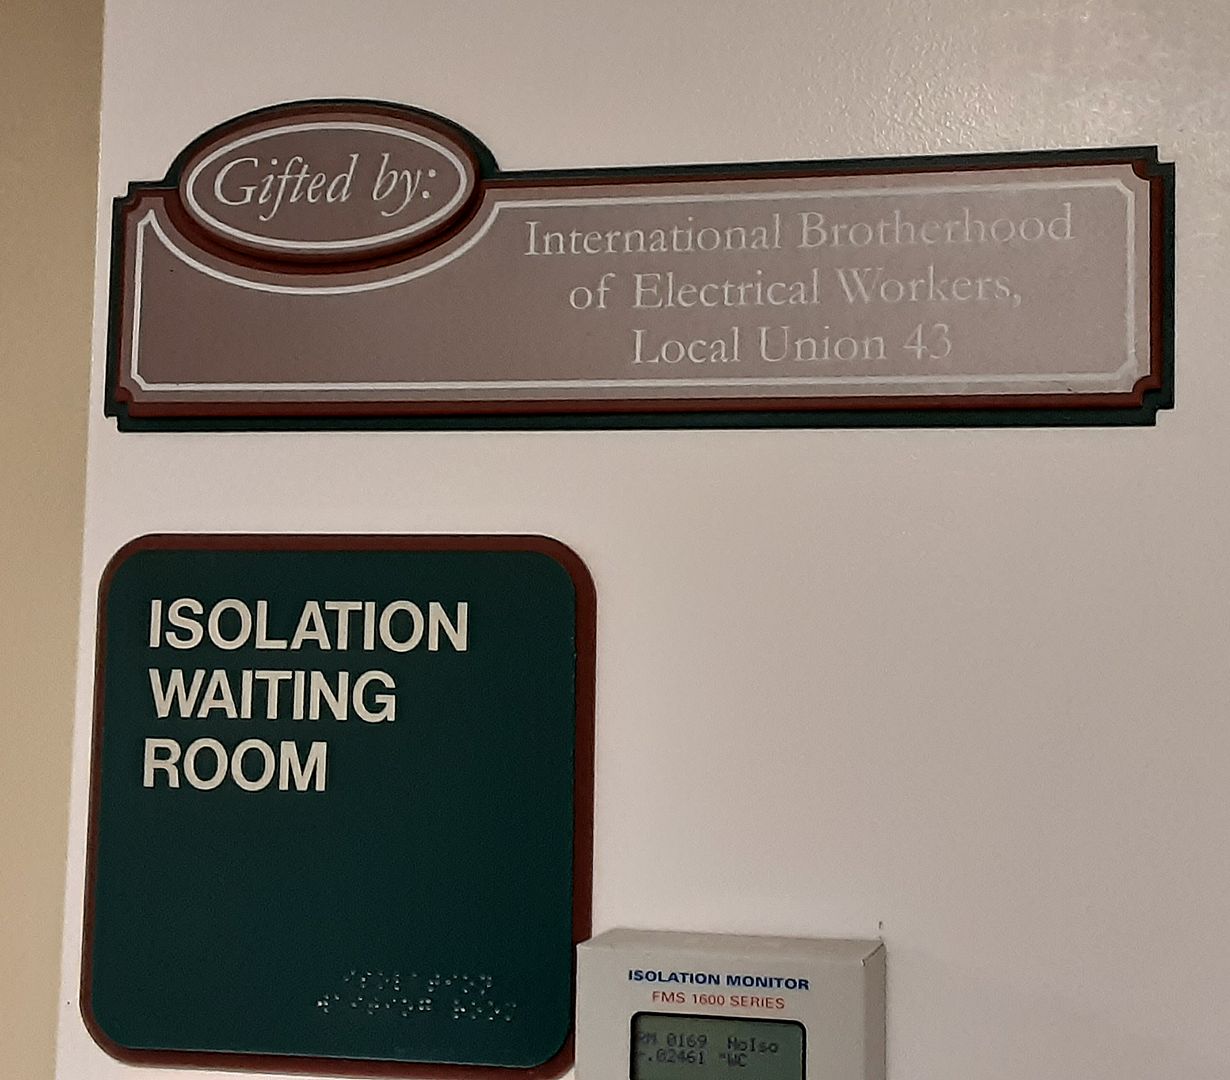 Gifted by:
International Brotherhood
of Electrical Workers,
Local Union 43
ISOLATION
WAITING
ROOM
ISOLATION MONITOR
FMS 1600 SERIES
RM 0169 NoIso
-.02461 "WC